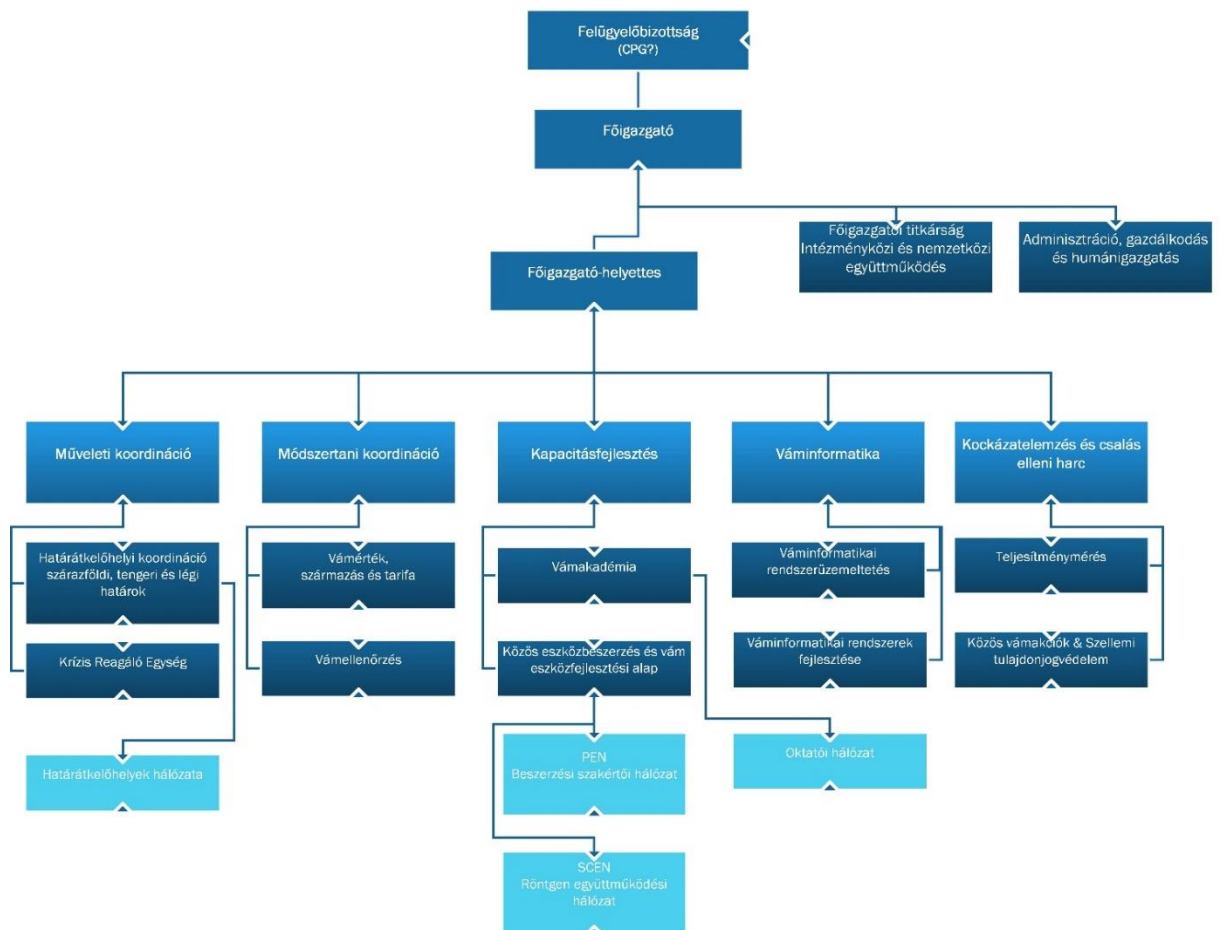 Felügyelőbizottság
(CPG?)
Főigazgató
Főigazgatói titkárság
Intézményközi és nemzetközi
együttműködés
Adminisztráció, gazdálkodás
és humánigazgatás
Főigazgató-helyettes
Műveleti koordináció
Módszertani koordináció
Kapacitásfejlesztés
Váminformatika
Kockázatelemzés és csalás
elleni harc
Határátkelőhelyi koordináció
szárazföldi, tengeri és légi
határok
Vámérték,
származás és tarifa
Vámakadémia
Váminformatikai
rendszerüzemeltetés
Teljesítménymérés
Krízis Reagáló Egység
Vámellenőrzés
Közös eszközbeszerzés és vám
eszközfejlesztési alap
Váminformatikai rendszerek
fejlesztése
Közös vámakciók & Szellemi
tulajdonjogvédelem
Határátkelőhelyek hálózata
PEN
Beszerzési szakértői hálózat
Oktatói hálózat
SCEN
Röntgen együttműködési
hálózat